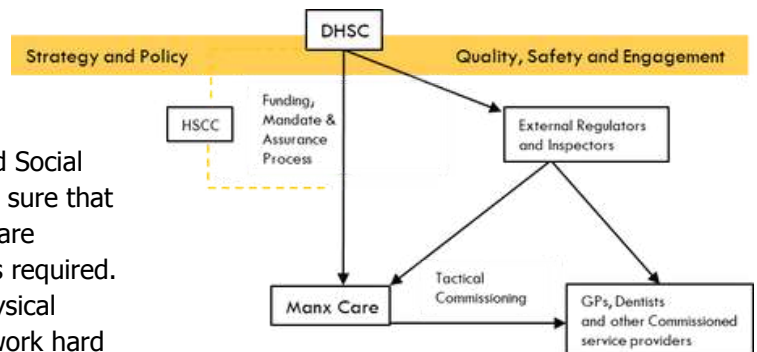 DHSC
Strategy and Policy
Quality, Safety and Engagement
HSCC
Funding,
Mandate &
Assurance
Process
External Regulators
and Inspectors
d Social
sure that
are
s required.
ysical
work hard
Manx Care
Tactical
Commissioning
GPs, Dentists
and other Commissioned
service providers